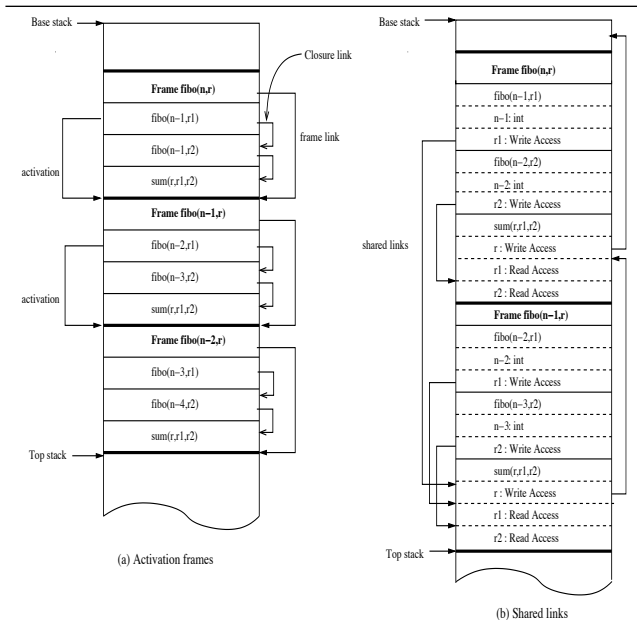 Base stack
Closure link
Frame fibo(n,r)
fibo(n−1,r1)
fibo(n−1,r2)
sum(r,r1,r2)
frame link
activation
Frame fibo(n−1,r)
fibo(n−2,r1)
fibo(n−3,r2)
sum(r,r1,r2)
activation
Frame fibo(n−2,r)
fibo(n−3,r1)
fibo(n−4,r2)
sum(r,r1,r2)
Top stack
(a) Activation frames
Base stack
Frame fibo(n,r)
fibo(n−1,r1)
n−1: int
r1 : Write Access
fibo(n−2,r2)
n−2: int
r2 : Write Access
sum(r,r1,r2)
r : Write Access
r1 : Read Access
r2 : Read Access
shared links
Frame fibo(n−1,r)
fibo(n−2,r1)
n−2: int
r1 : Write Access
fibo(n−3,r2)
n−3: int
r2 : Write Access
sum(r,r1,r2)
r : Write Access
r1 : Read Access
r2 : Read Access
Top stack
(b) Shared links